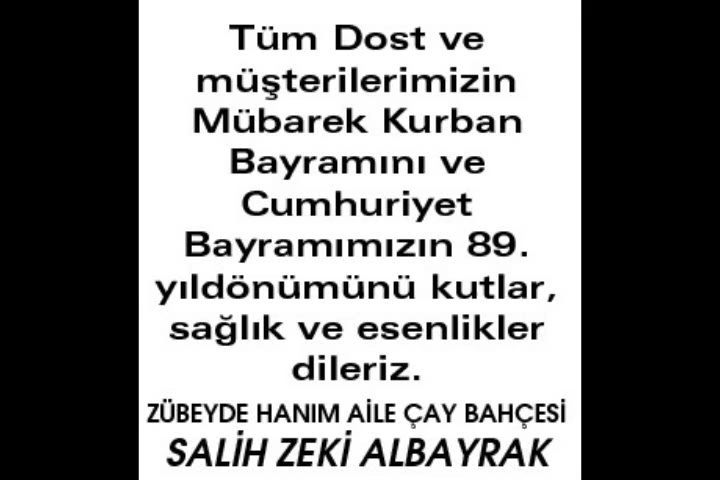 Tüm Dost ve
müşterilerimizin
Mübarek Kurban
Bayramını ve
Cumhuriyet
Bayramımızın 89.
yıldönümünü kutlar,
sağlık ve esenlikler
dileriz.
ZÜBEYDE HANIM AİLE ÇAY BAHÇESİ
SALİH ZEKİ ALBAYRAK